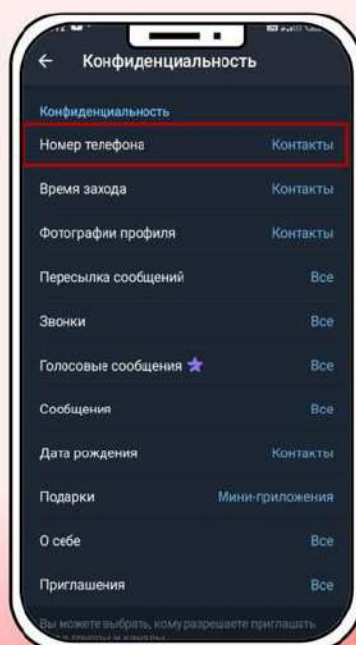 Конфиденциальность
Конфиденциальность
Номер телефона Контакты
Время захода Контакты
Фотографии профиля Контакты
Пересылка сообщений Все
Звонки Все
Голосовые сообщения Все
Сообщения Все
Дата рождения Контакты
Подарки Мини-приложения
О себе Все
Приглашения Все
Вы можете выбрать, кому разрешаете приглашать